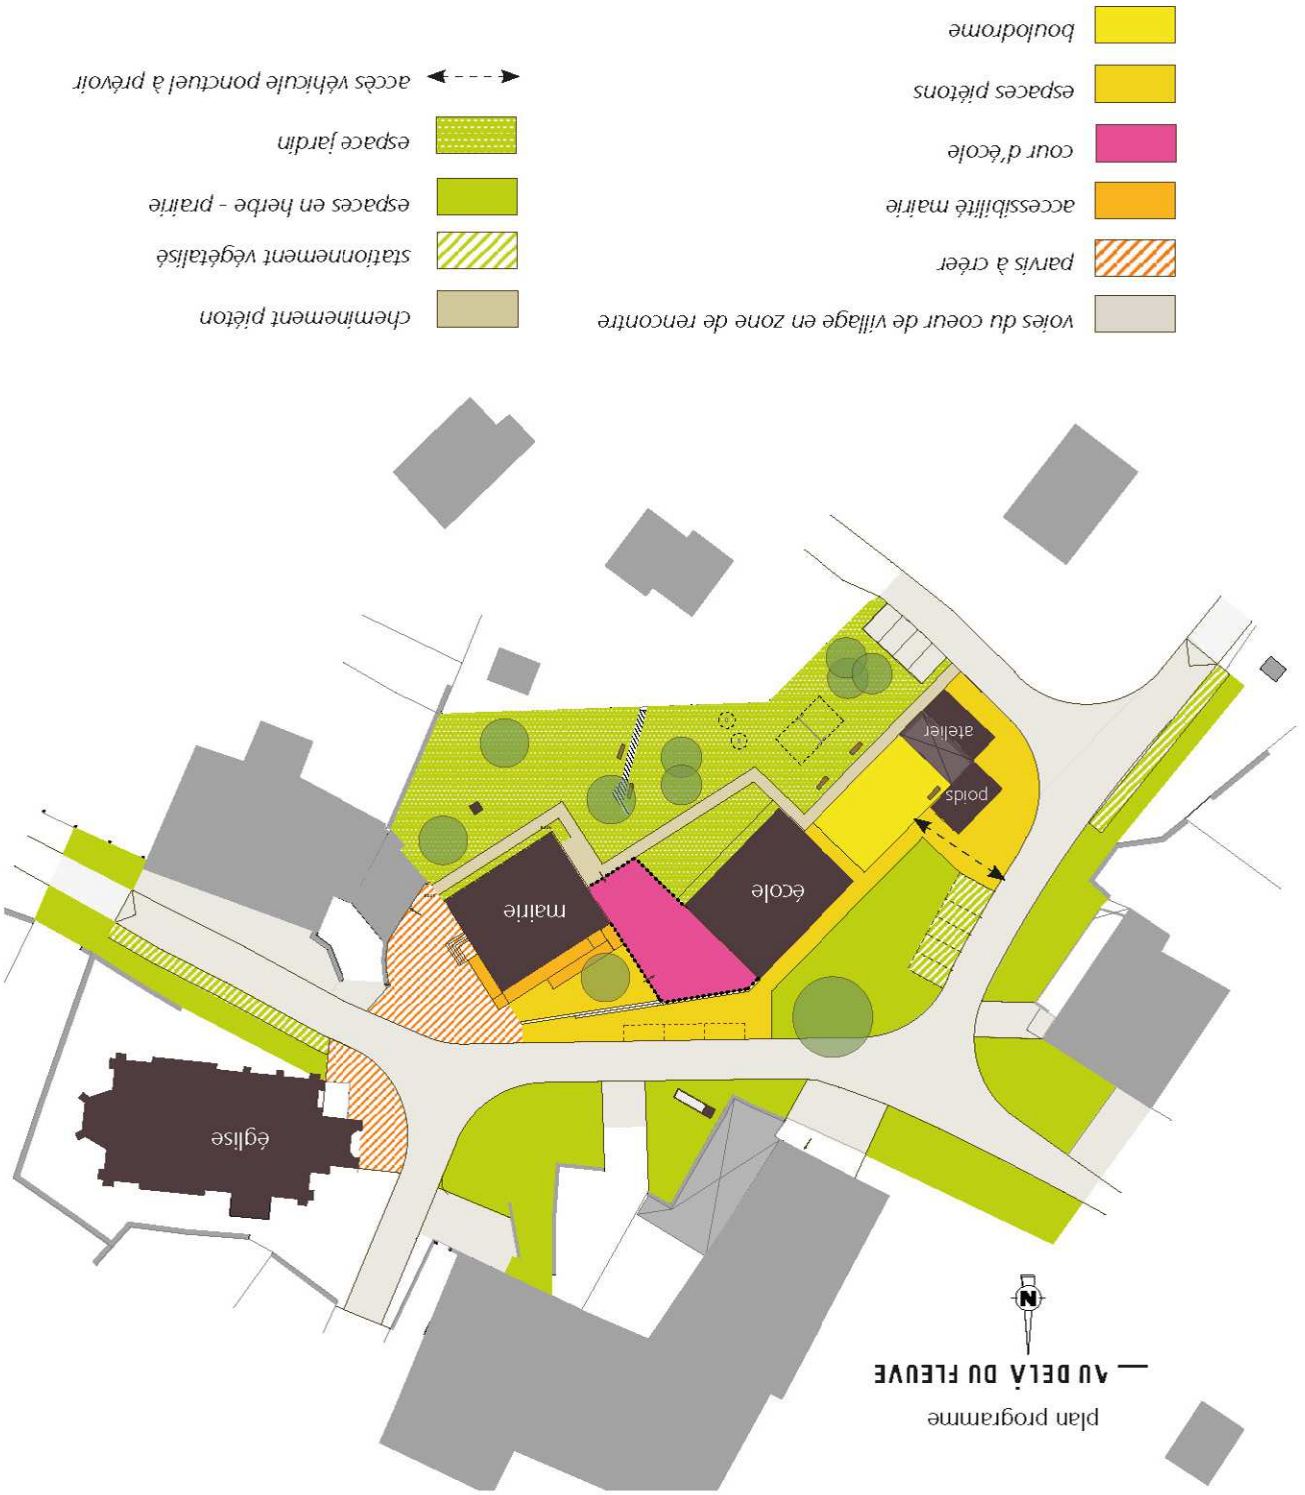 plan programme
AU DELÀ DU FLEUVE
N
église
mairie
école
poids
atelier
voies du coeur de village en zone de rencontre
parvis à créer
accessibilité mairie
cour d'école
espaces piétons
boulodrome
cheminement piéton
stationnement végétalisé
espaces en herbe - prairie
espace jardin
accès véhicule ponctuel à prévoir